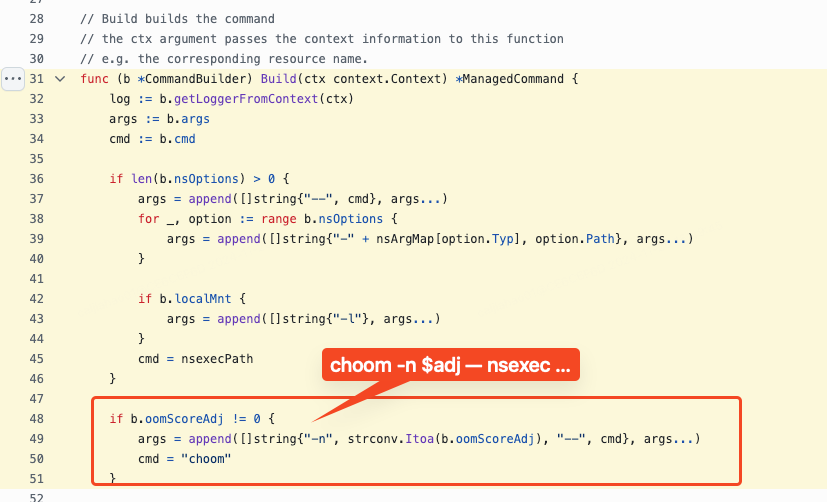 27
28 // Build builds the command
29 // the ctx argument passes the context information to this function
30 // e.g. the corresponding resource name.
31 func (b *CommandBuilder) Build(ctx context.Context) *ManagedCommand {
32 log := b.getLoggerFromContext(ctx)
33 args := b.args
34 cmd := b.cmd
35
36 if len(b.nsOptions) > 0 {
37 args = append([]string{"--", cmd}, args...)
38 for _, option := range b.nsOptions {
39 args = append([]string{"-" + nsArgMap[option.Typ], option.Path}, args...)
40 }
41
42 if b.localMnt {
43 args = append([]string{"-l"}, args...)
44 }
45 cmd = nsexecPath
46 }
choom -n $adj — nsexec ...
47
48 if b.oomScoreAdj != 0 {
49 args = append([]string{"-n", strconv.Itoa(b.oomScoreAdj), "--", cmd}, args...)
50 cmd = "choom"
51 }
52